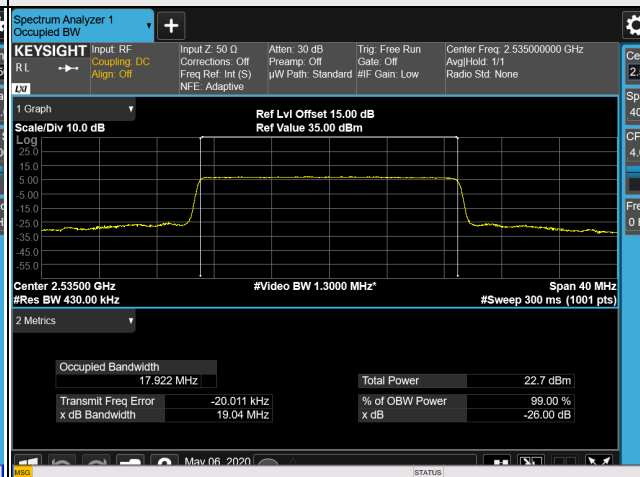 Spectrum Analyzer 1
Occupied BW
KEYSIGHT
R L
LXI
Input: RF
Coupling: DC
Align: Off
Input Z: 50 Ω
Corrections: Off
Freq Ref: Int (S)
NFE: Adaptive
Atten: 30 dB
Preamp: Off
µW Path: Standard
Trig: Free Run
Gate: Off
#IF Gain: Low
Center Freq: 2.535000000 GHz
Avg|Hold: 1/1
Radio Std: None
1 Graph
Scale/Div 10.0 dB
Ref Lvl Offset 15.00 dB
Ref Value 35.00 dBm
Log
25.0
15.0
5.00
-5.00
-15.0
-25.0
-35.0
-45.0
-55.0
Center 2.53500 GHz
#Res BW 430.00 kHz
#Video BW 1.3000 MHz*
Span 40 MHz
#Sweep 300 ms (1001 pts)
2 Metrics
Occupied Bandwidth
17.922 MHz
Transmit Freq Error -20.011 kHz
x dB Bandwidth 19.04 MHz
Total Power 22.7 dBm
% of OBW Power 99.00 %
x dB -26.00 dB
May 06, 2020
MSG
STATUS